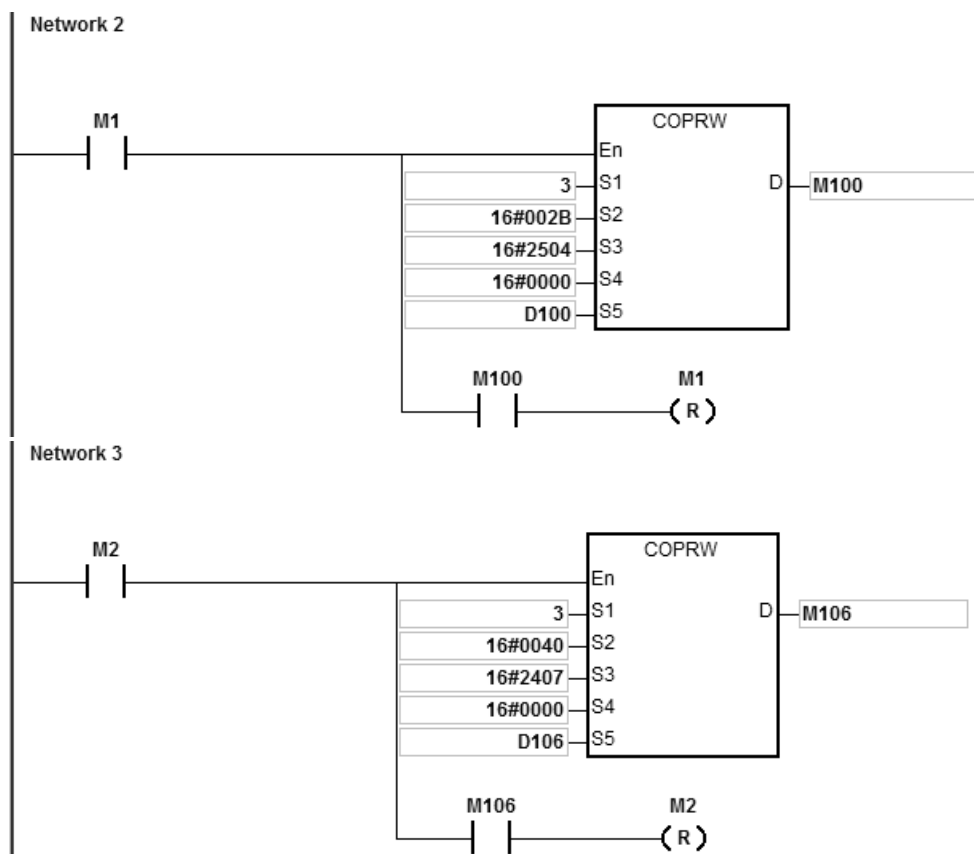 Network 2
M1
COPRW
En
3 S1 D M100
16#002B S2
16#2504 S3
16#0000 S4
D100 S5
M100 M1
( R )
Network 3
M2
COPRW
En
3 S1 D M106
16#0040 S2
16#2407 S3
16#0000 S4
D106 S5
M106 M2
( R )